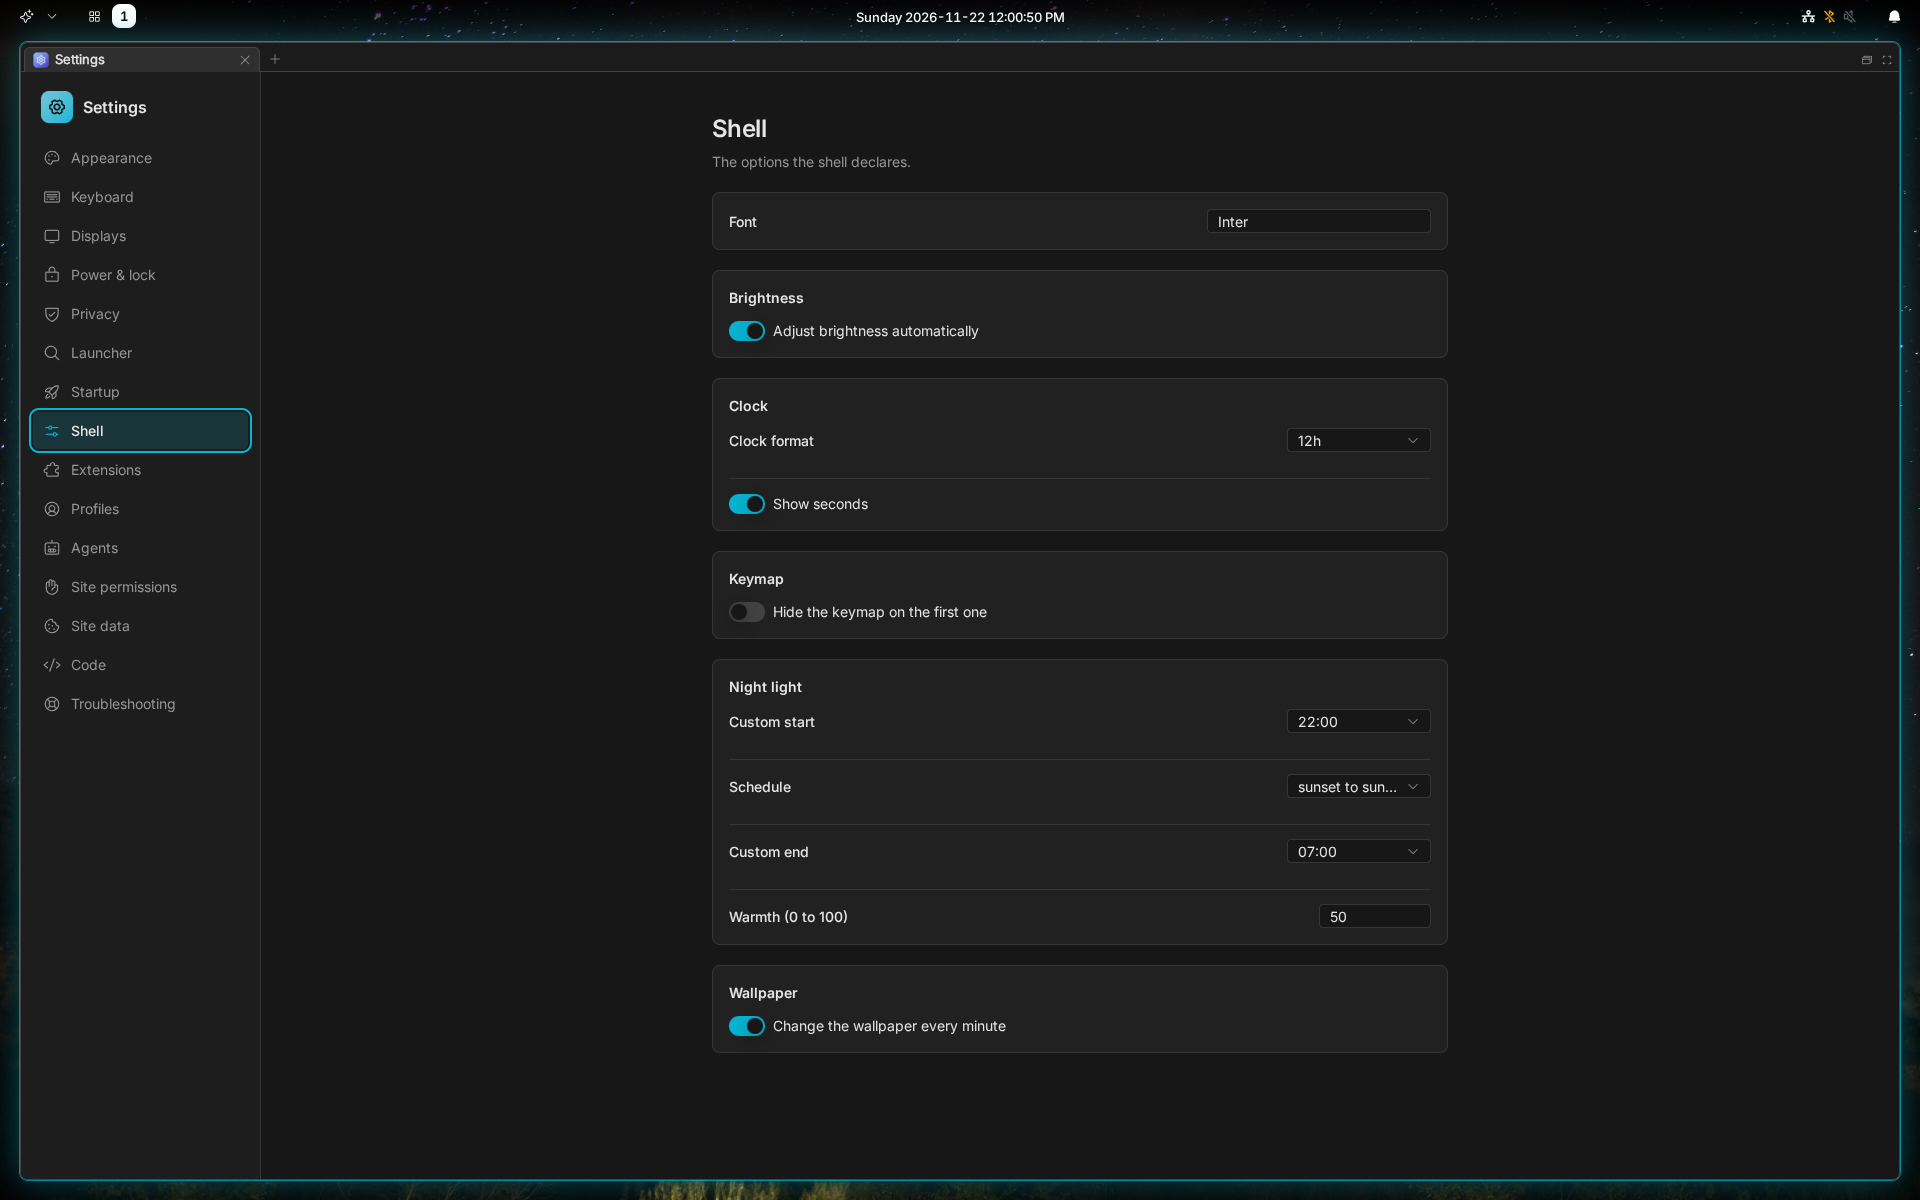 1
Sunday 2026-11-22 12:00:50 PM
Settings
Settings
Appearance
Keyboard
Displays
Power & lock
Privacy
Launcher
Startup
Shell
Extensions
Profiles
Agents
Site permissions
Site data
Code
Troubleshooting
Shell
The options the shell declares.
Font
Inter
Brightness
Adjust brightness automatically
Clock
Clock format
12h
Show seconds
Keymap
Hide the keymap on the first one
Night light
Custom start
22:00
Schedule
sunset to sun...
Custom end
07:00
Warmth (0 to 100)
50
Wallpaper
Change the wallpaper every minute